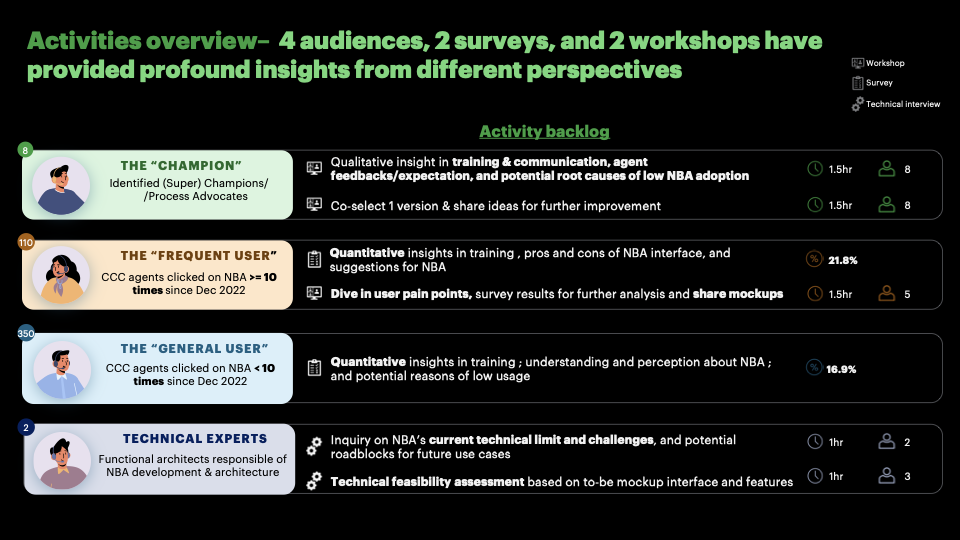 Activities overview– 4 audiences, 2 surveys, and 2 workshops have
provided profound insights from different perspectives
Workshop
Survey
Technical interview
Activity backlog
8
THE “CHAMPION”
Identified (Super) Champions/
/Process Advocates
Qualitative insight in training & communication, agent
feedbacks/expectation, and potential root causes of low NBA adoption
1.5hr
8
Co-select 1 version & share ideas for further improvement
1.5hr
8
110
THE “FREQUENT USER”
CCC agents clicked on NBA >= 10
times since Dec 2022
Quantitative insights in training , pros and cons of NBA interface, and
suggestions for NBA
%
21.8%
Dive in user pain points, survey results for further analysis and share mockups
1.5hr
5
350
THE “GENERAL USER”
CCC agents clicked on NBA < 10
times since Dec 2022
Quantitative insights in training ; understanding and perception about NBA ;
and potential reasons of low usage
%
16.9%
2
TECHNICAL EXPERTS
Functional architects responsible of
NBA development & architecture
Inquiry on NBA’s current technical limit and challenges, and potential
roadblocks for future use cases
1hr
2
Technical feasibility assessment based on to-be mockup interface and features
1hr
3